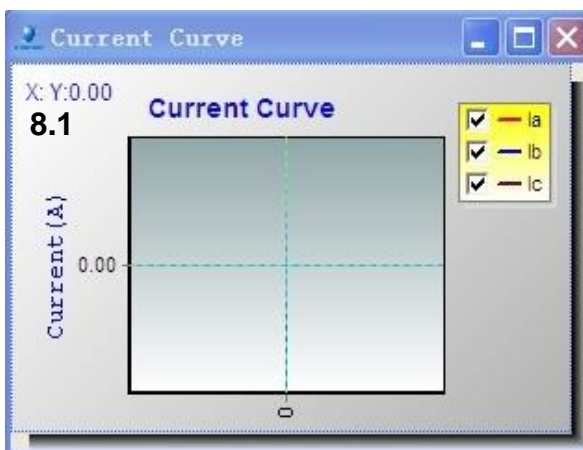 Current Curve
X: Y:0.00
8.1
Current Curve
Ia
Ib
Ic
Current(A)
0.00
0